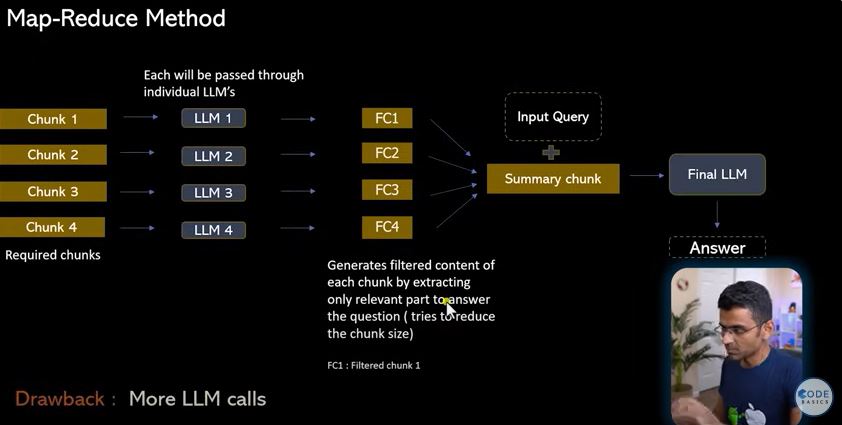 Map-Reduce Method
Each will be passed through
individual LLM's
Chunk 1
LLM 1
FC1
Input Query
Chunk 2
LLM 2
FC2
Summary chunk
Final LLM
Chunk 3
LLM 3
FC3
Chunk 4
LLM 4
FC4
Answer
Required chunks
Generates filtered content of
each chunk by extracting
only relevant part to answer
the question ( tries to reduce
the chunk size)
FC1 : Filtered chunk 1
Drawback : More LLM calls
CODE
BASICS